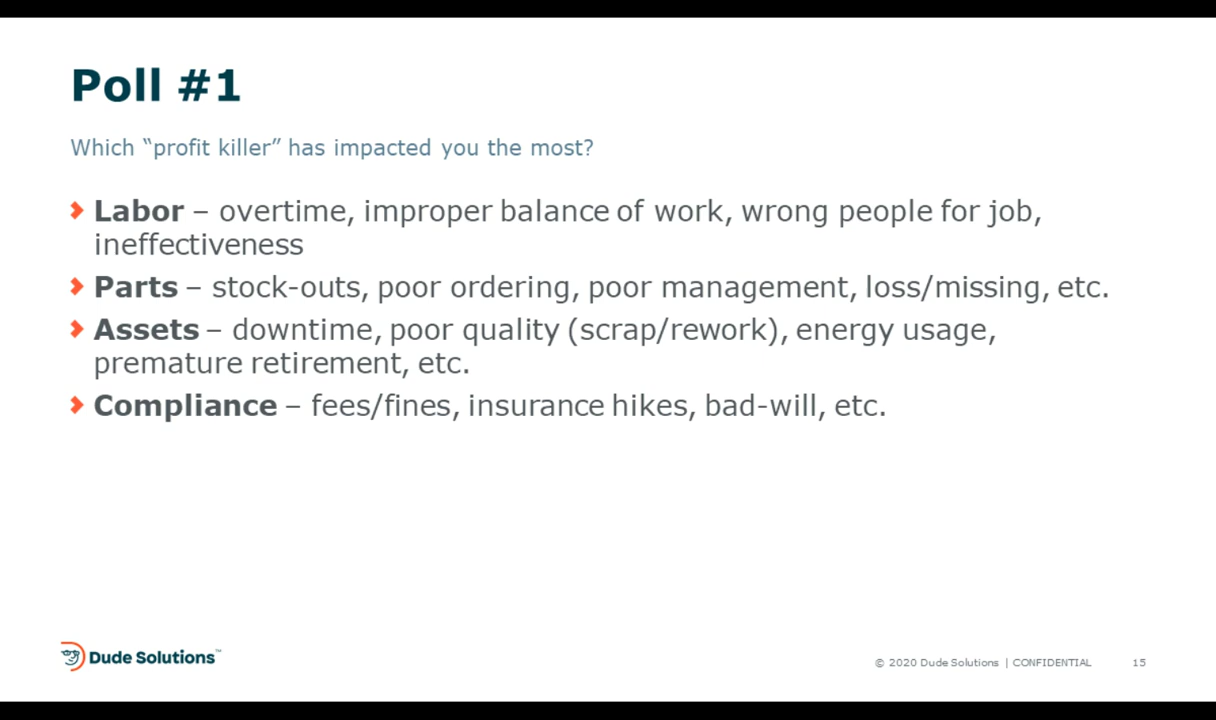 Poll #1
Which “profit killer” has impacted you the most?
Labor – overtime, improper balance of work, wrong people for job,
ineffectiveness
Parts – stock-outs, poor ordering, poor management, loss/missing, etc.
Assets – downtime, poor quality (scrap/rework), energy usage,
premature retirement, etc.
Compliance – fees/fines, insurance hikes, bad-will, etc.
Dude Solutions™
© 2020 Dude Solutions | CONFIDENTIAL 15